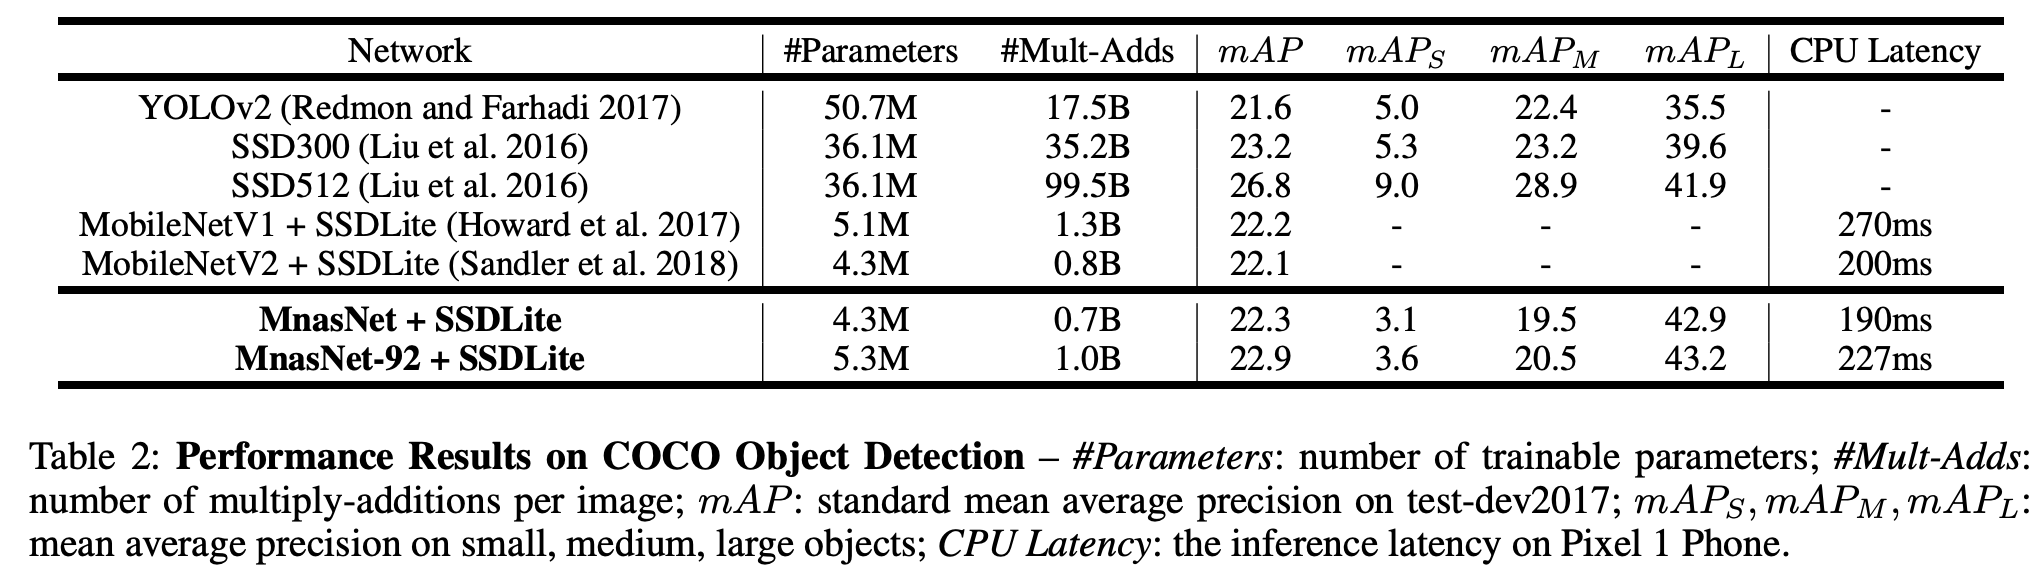 Network #Parameters #Mult-Adds mAP mAP_S mAP_M mAP_L CPU Latency
YOLOv2 (Redmon and Farhadi 2017) 50.7M 17.5B 21.6 5.0 22.4 35.5 -
SSD300 (Liu et al. 2016) 36.1M 35.2B 23.2 5.3 23.2 39.6 -
SSD512 (Liu et al. 2016) 36.1M 99.5B 26.8 9.0 28.9 41.9 -
MobileNetV1 + SSDLite (Howard et al. 2017) 5.1M 1.3B 22.2 - - - 270ms
MobileNetV2 + SSDLite (Sandler et al. 2018) 4.3M 0.8B 22.1 - - - 200ms
MnasNet + SSDLite 4.3M 0.7B 22.3 3.1 19.5 42.9 190ms
MnasNet-92 + SSDLite 5.3M 1.0B 22.9 3.6 20.5 43.2 227ms
Table 2: Performance Results on COCO Object Detection – #Parameters: number of trainable parameters; #Mult-Adds:
number of multiply-additions per image; mAP: standard mean average precision on test-dev2017; mAP_S, mAP_M, mAP_L:
mean average precision on small, medium, large objects; CPU Latency: the inference latency on Pixel 1 Phone.